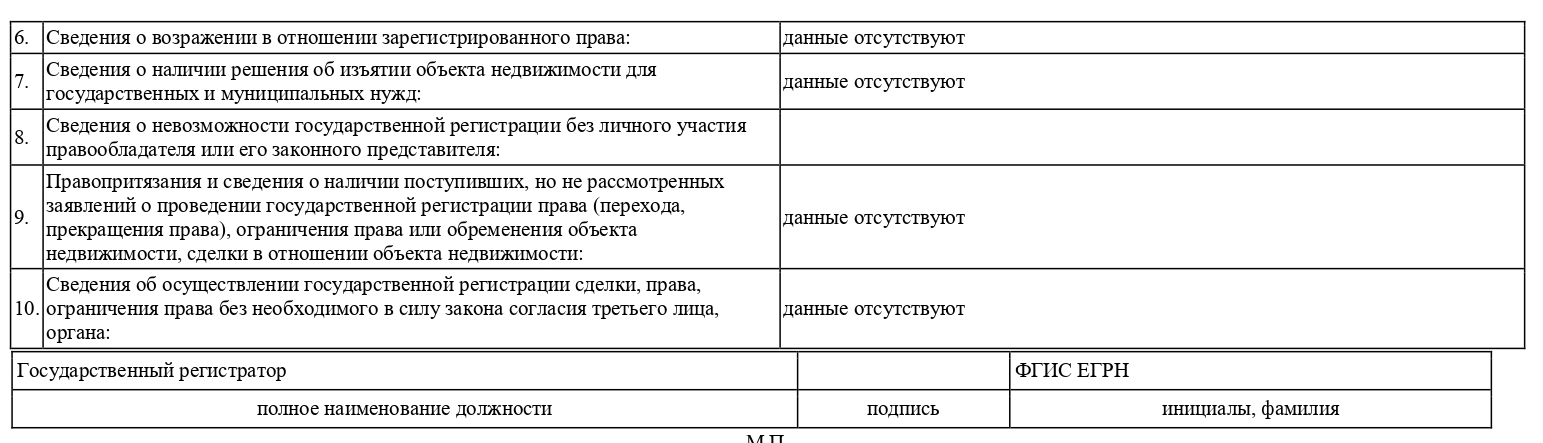 6. Сведения о возражении в отношении зарегистрированного права: данные отсутствуют
7. Сведения о наличии решения об изъятии объекта недвижимости для
государственных и муниципальных нужд: данные отсутствуют
8. Сведения о невозможности государственной регистрации без личного участия
правообладателя или его законного представителя:
9. Правопритязания и сведения о наличии поступивших, но не рассмотренных
заявлений о проведении государственной регистрации права (перехода,
прекращения права), ограничения права или обременения объекта
недвижимости, сделки в отношении объекта недвижимости: данные отсутствуют
10. Сведения об осуществлении государственной регистрации сделки, права,
ограничения права без необходимого в силу закона согласия третьего лица,
органа: данные отсутствуют
Государственный регистратор ФГИС ЕГРН
полное наименование должности подпись инициалы, фамилия
М.П.